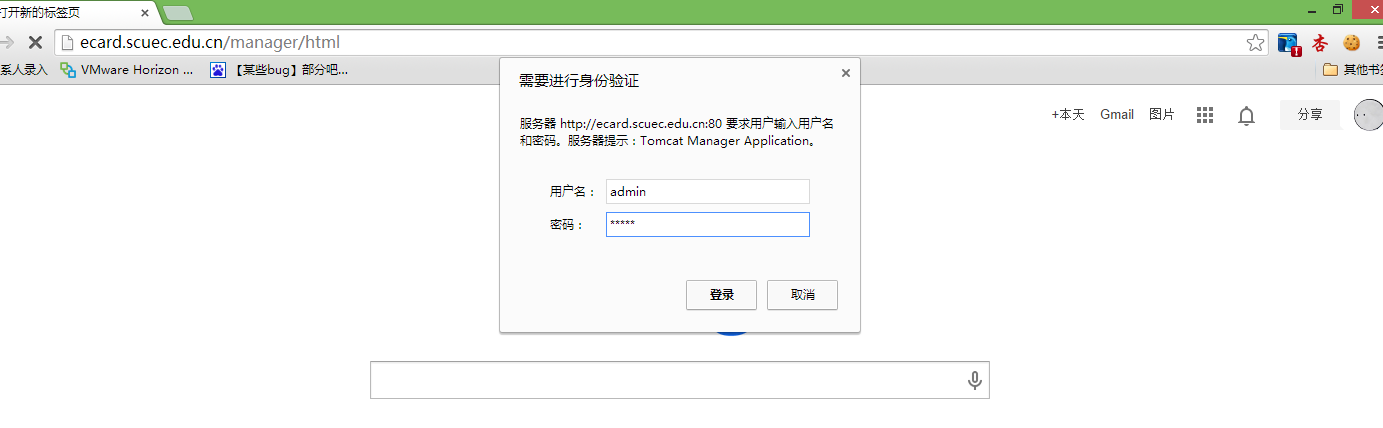 打开新的标签页
ecard.scuec.edu.cn/manager/html
杏
系人录入 VMware Horizon ... 【某些bug】部分吧...
其他书签
需要进行身份验证
服务器 http://ecard.scuec.edu.cn:80 要求用户输入用户名
和密码。服务器提示：Tomcat Manager Application。
用户名： admin
密码： *****
登录 取消
+本天 Gmail 图片 分享